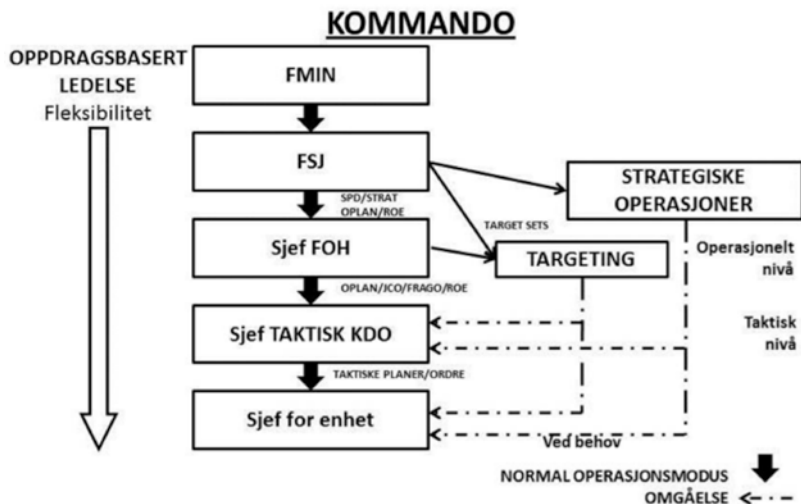 KOMMANDO
OPPDRAGSBASERT
LEDELSE
Fleksibilitet
FMIN
FSJ
STRATEGISKE
OPERASJONER
SPD/STRAT
OPLAN/ROE
TARGET SETS
Sjef FOH
TARGETING
Operasjonelt
nivå
OPLAN/JCO/FRAGO/ROE
Sjef TAKTISK KDO
Taktisk
nivå
TAKTISKE PLANER/ORDRE
Sjef for enhet
Ved behov
NORMAL OPERASJONSMODUS
OMGÅELSE